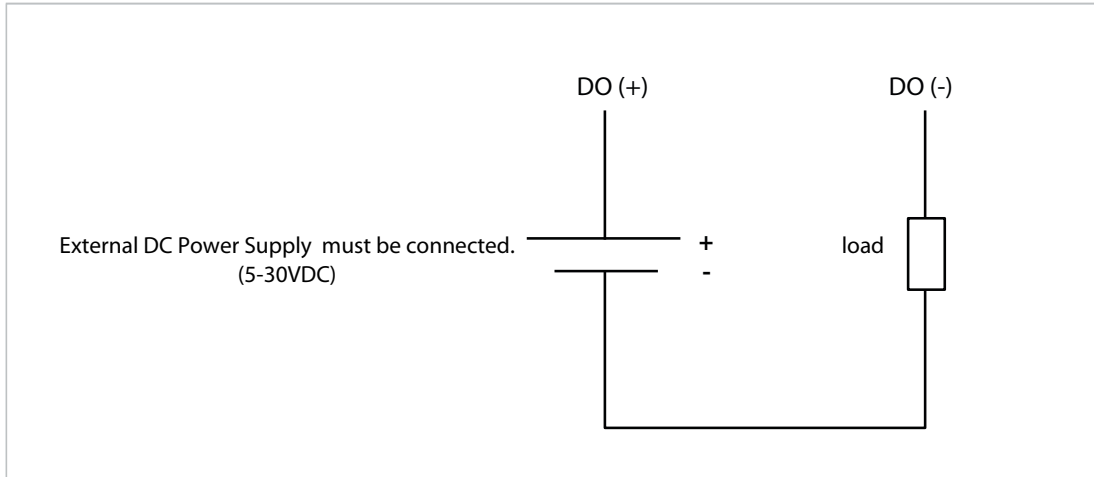 DO (+)
DO (-)
External DC Power Supply must be connected.
+
load
(5-30VDC)
-